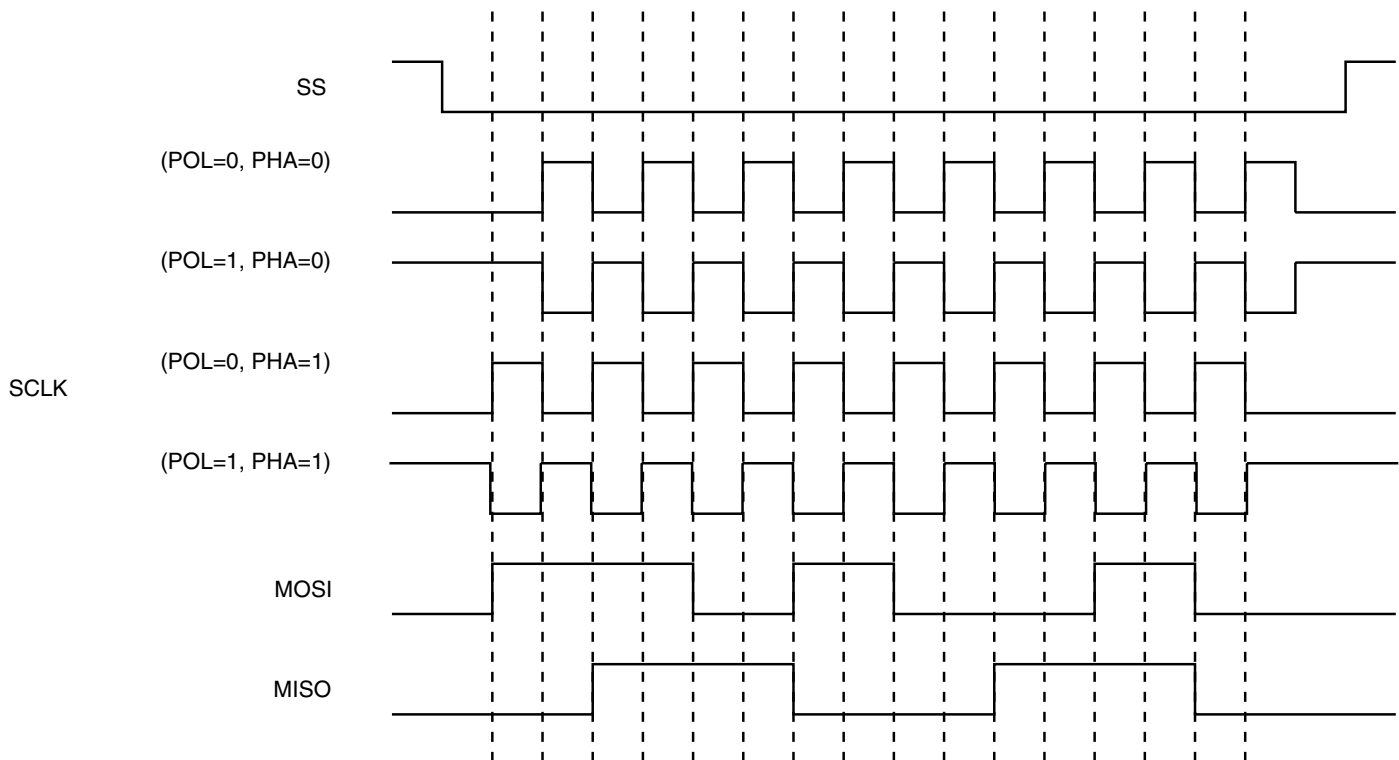 SS
(POL=0, PHA=0)
(POL=1, PHA=0)
(POL=0, PHA=1)
SCLK
(POL=1, PHA=1)
MOSI
MISO